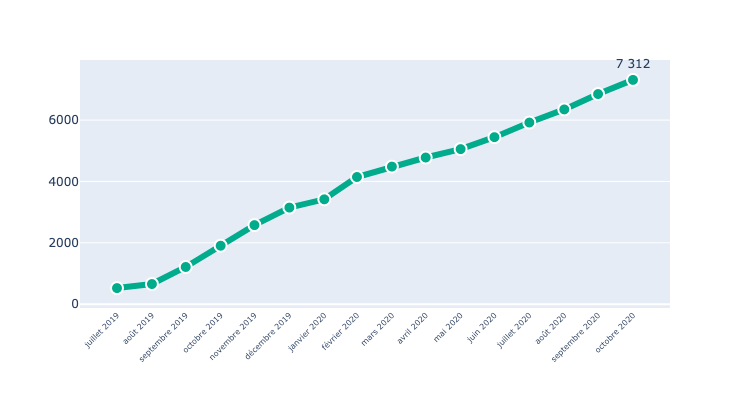 7 312
6000
4000
2000
0
juillet 2019
août 2019
septembre 2019
octobre 2019
novembre 2019
décembre 2019
janvier 2020
février 2020
mars 2020
avril 2020
mai 2020
juin 2020
juillet 2020
août 2020
septembre 2020
octobre 2020